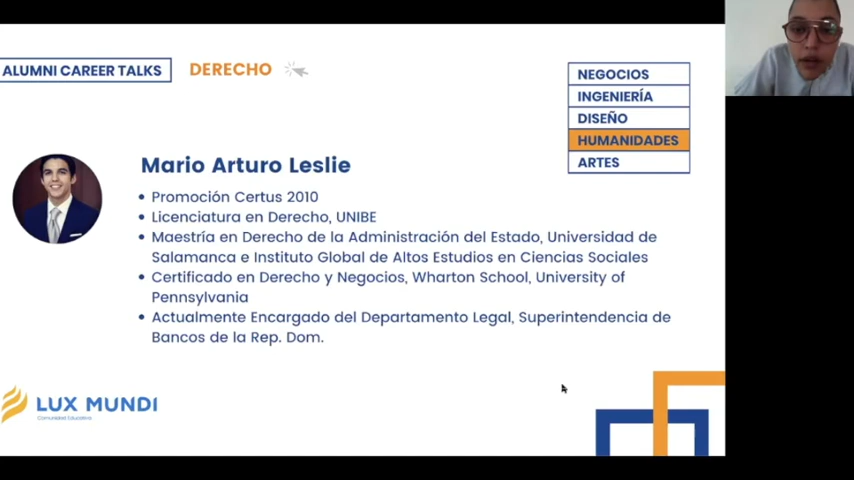 ALUMNI CAREER TALKS
DERECHO
NEGOCIOS
INGENIERÍA
DISEÑO
HUMANIDADES
ARTES
Mario Arturo Leslie
• Promoción Certus 2010
• Licenciatura en Derecho, UNIBE
• Maestría en Derecho de la Administración del Estado, Universidad de
Salamanca e Instituto Global de Altos Estudios en Ciencias Sociales
• Certificado en Derecho y Negocios, Wharton School, University of
Pennsylvania
• Actualmente Encargado del Departamento Legal, Superintendencia de
Bancos de la Rep. Dom.
LUX MUNDI
Comunidad Educativa